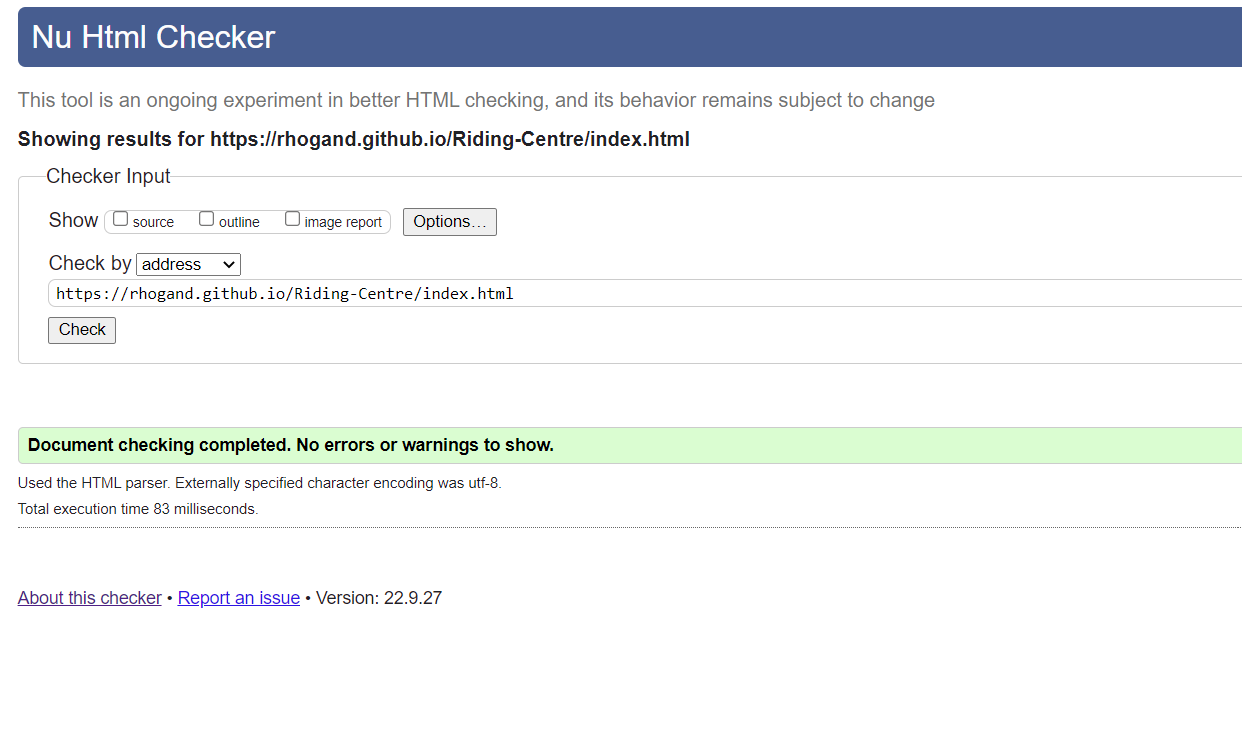 Nu Html Checker
This tool is an ongoing experiment in better HTML checking, and its behavior remains subject to change
Showing results for https://rhogand.github.io/Riding-Centre/index.html
Checker Input
Show source outline image report Options…
Check by address
https://rhogand.github.io/Riding-Centre/index.html
Check
Document checking completed. No errors or warnings to show.
Used the HTML parser. Externally specified character encoding was utf-8.
Total execution time 83 milliseconds.
About this checker • Report an issue • Version: 22.9.27